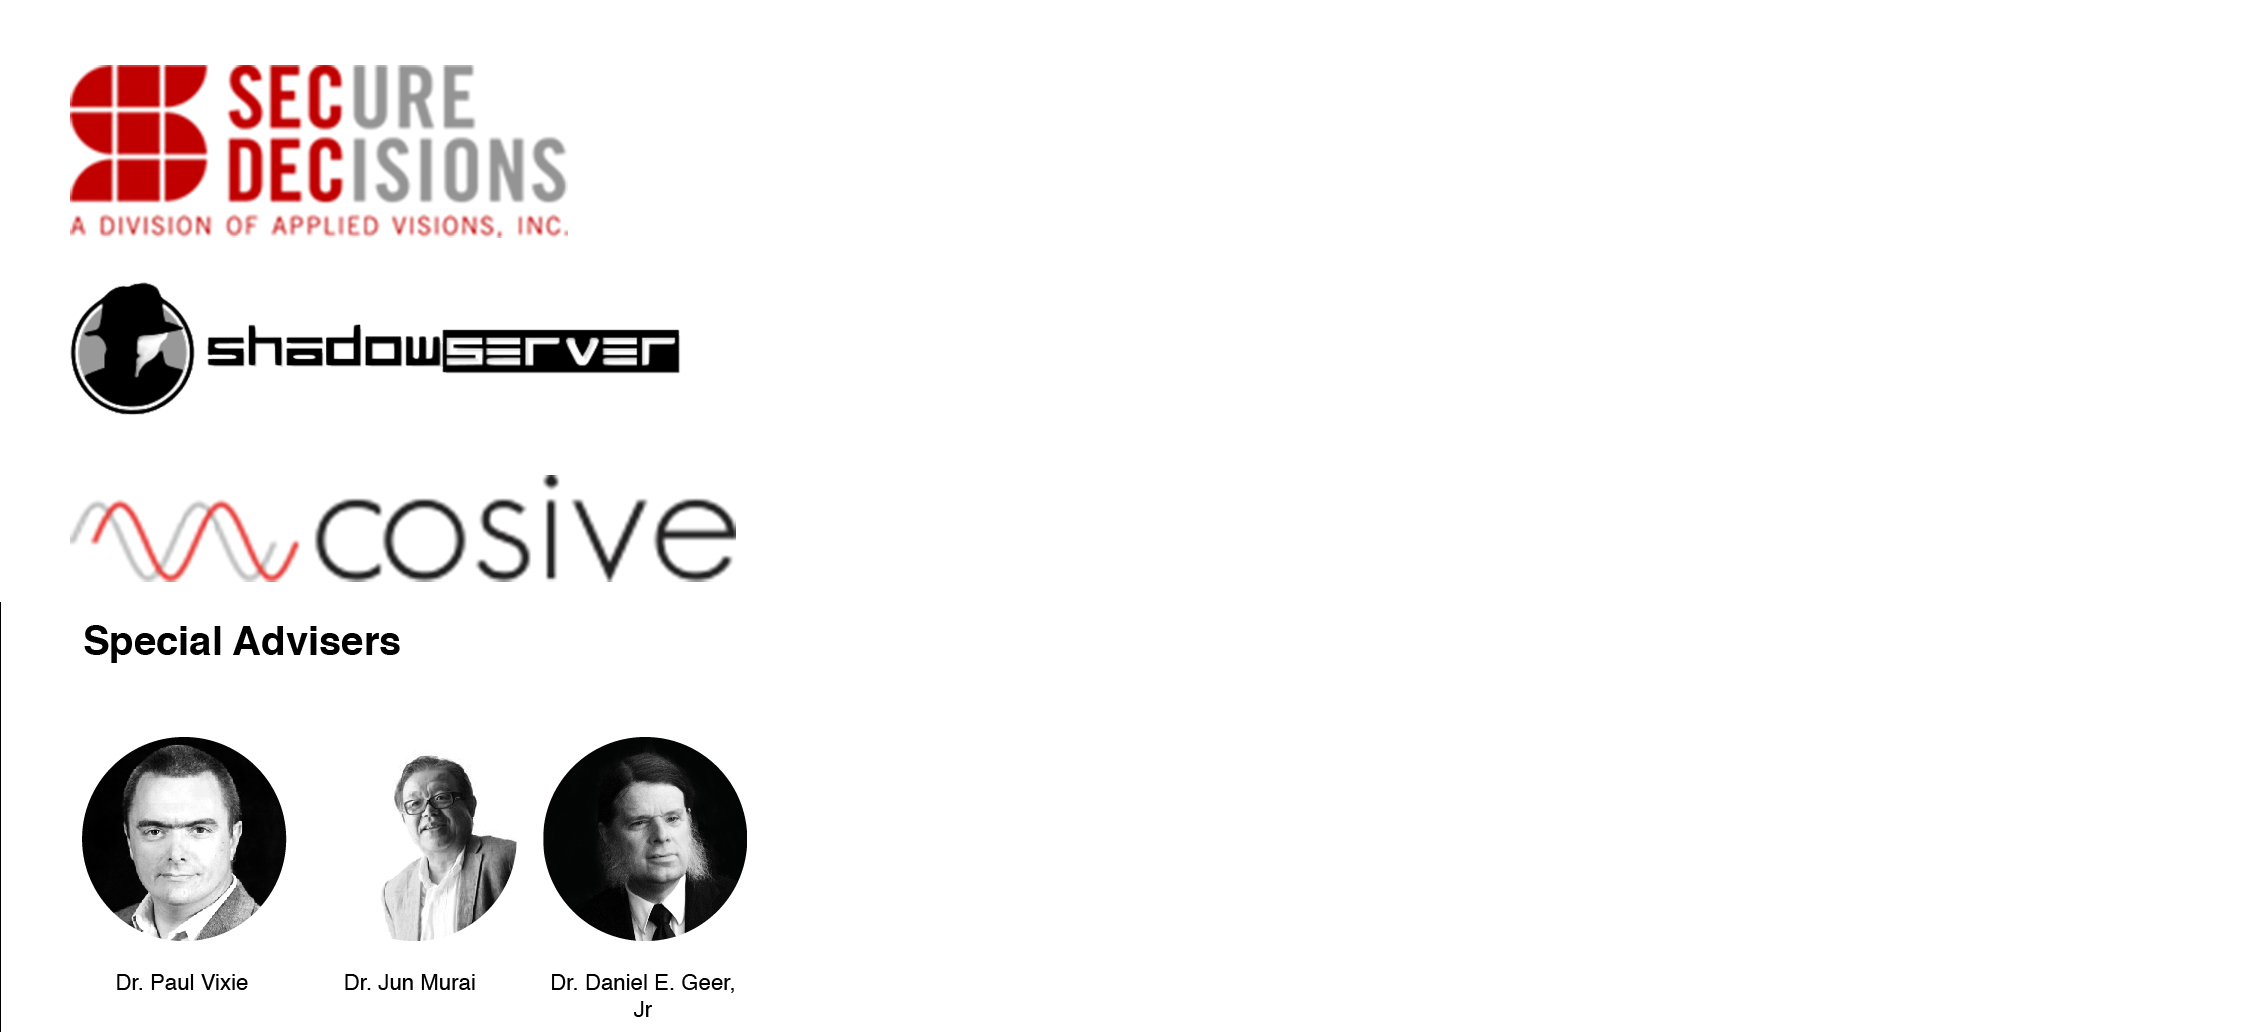 SECURE
DECISIONS
A DIVISION OF APPLIED VISIONS, INC.
shadowserver
cosive
Special Advisers
Dr. Paul Vixie
Dr. Jun Murai
Dr. Daniel E. Geer,
Jr